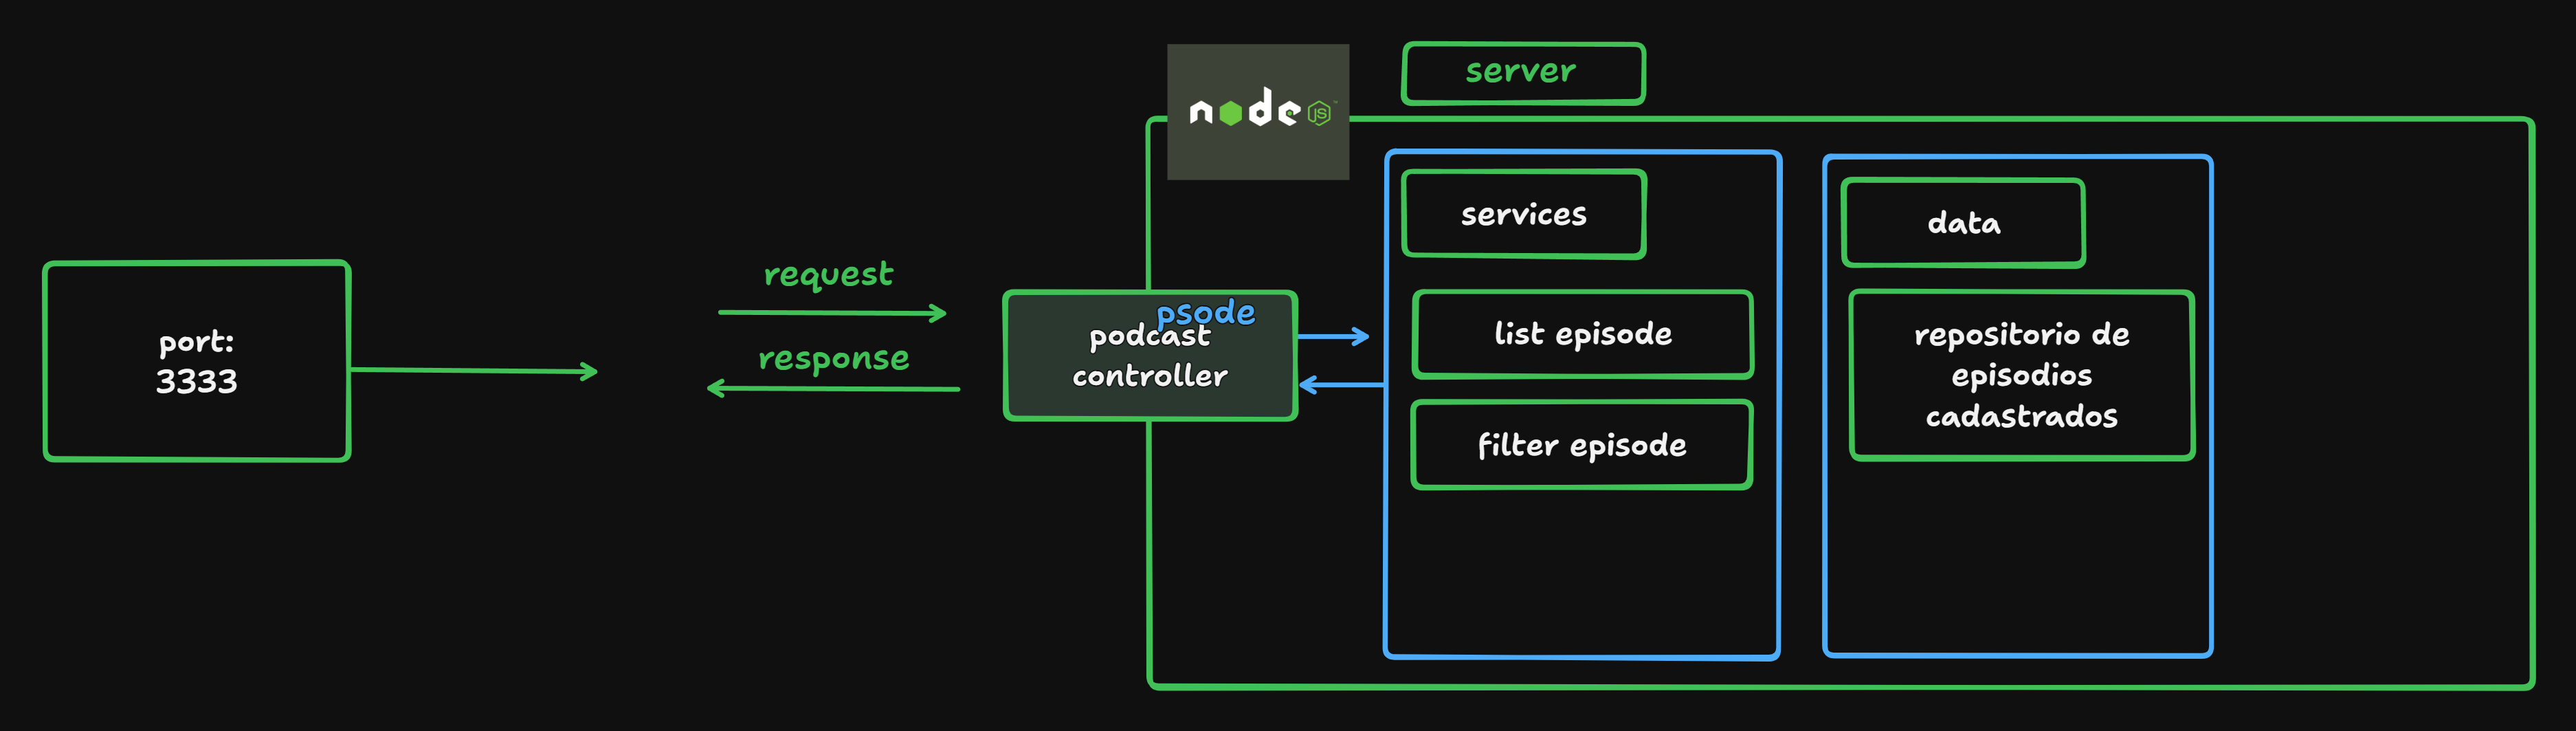 node JS
server
services
data
port:
3333
request
response
psode
podcast
controller
list episode
filter episode
repositorio de
episodios
cadastrados